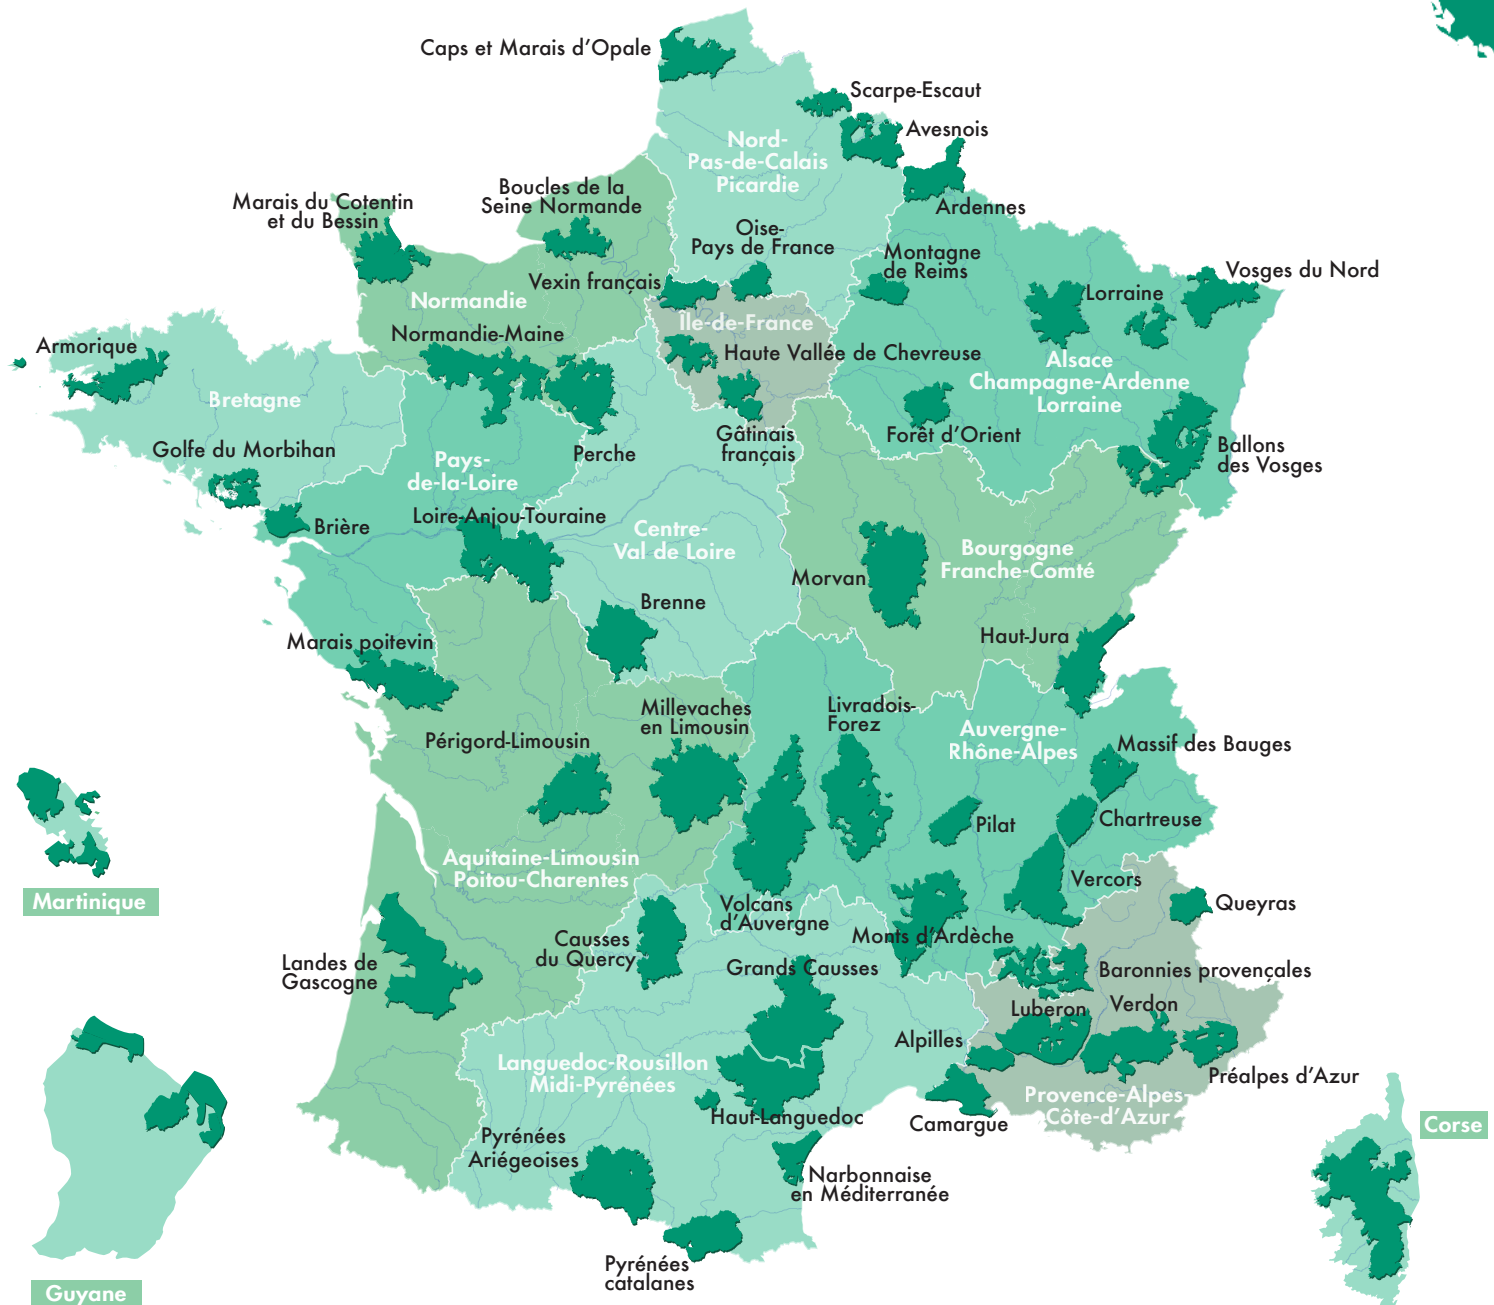 Caps et Marais d'Opale
Scarpe-Escaut
Avesnois
Nord-
Pas-de-Calais
Picardie
Ardennes
Marais du Cotentin
et du Bessin
Boucles de la
Seine Normande
Oise-
Pays de France
Montagne
de Reims
Vosges du Nord
Vexin français
Lorraine
Normandie
Île-de-France
Normandie-Maine
Armorique
Haute Vallée de Chevreuse
Alsace
Champagne-Ardenne
Lorraine
Bretagne
Gâtinais
français
Forêt d'Orient
Ballons
des Vosges
Golfe du Morbihan
Perche
Pays-
de-la-Loire
Brière
Loire-Anjou-Touraine
Centre-
Val de Loire
Bourgogne
Franche-Comté
Morvan
Brenne
Haut-Jura
Marais poitevin
Millevaches
en Limousin
Livradois-
Forez
Périgord-Limousin
Auvergne-
Rhône-Alpes
Massif des Bauges
Pilat
Chartreuse
Aquitaine-Limousin
Poitou-Charentes
Vercors
Martinique
Volcans
d'Auvergne
Queyras
Causses
du Quercy
Monts d'Ardèche
Landes de
Gascogne
Grands Causses
Baronnies provençales
Luberon
Verdon
Alpilles
Languedoc-Rousillon
Midi-Pyrénées
Préalpes d'Azur
Provence-Alpes-
Côte-d'Azur
Haut-Languedoc
Camargue
Corse
Pyrénées
Ariégeoises
Narbonnaise
en Méditerranée
Pyrénées
catalanes
Guyane